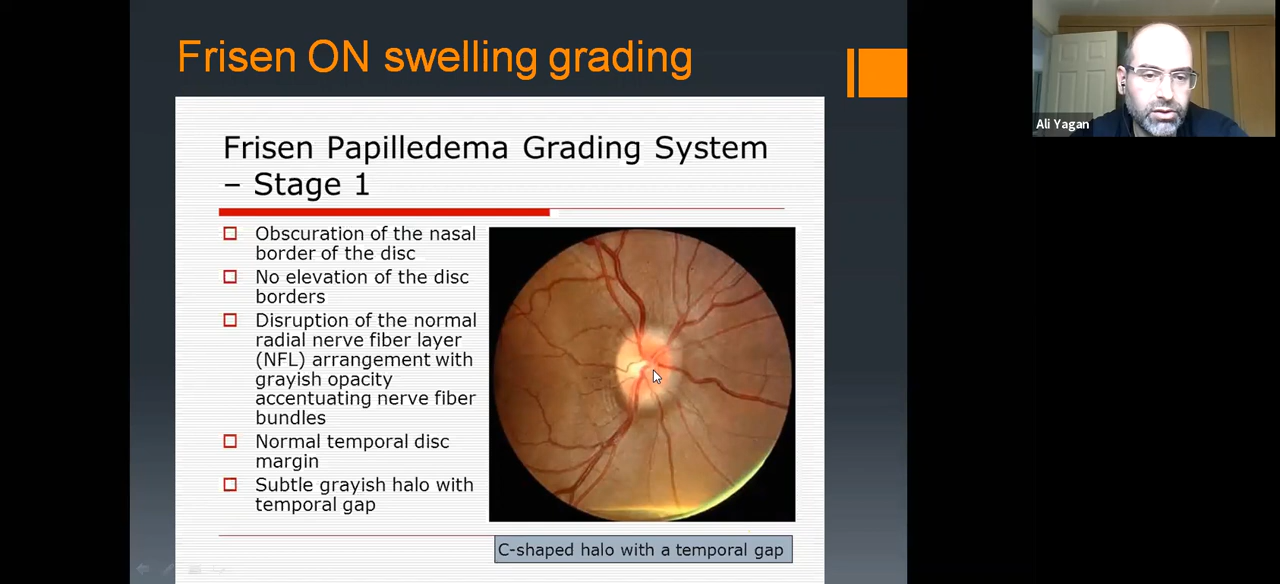 Frisen ON swelling grading
Frisen Papilledema Grading System
– Stage 1
Obscuration of the nasal
border of the disc
No elevation of the disc
borders
Disruption of the normal
radial nerve fiber layer
(NFL) arrangement with
grayish opacity
accentuating nerve fiber
bundles
Normal temporal disc
margin
Subtle grayish halo with
temporal gap
C-shaped halo with a temporal gap
Ali Yagan